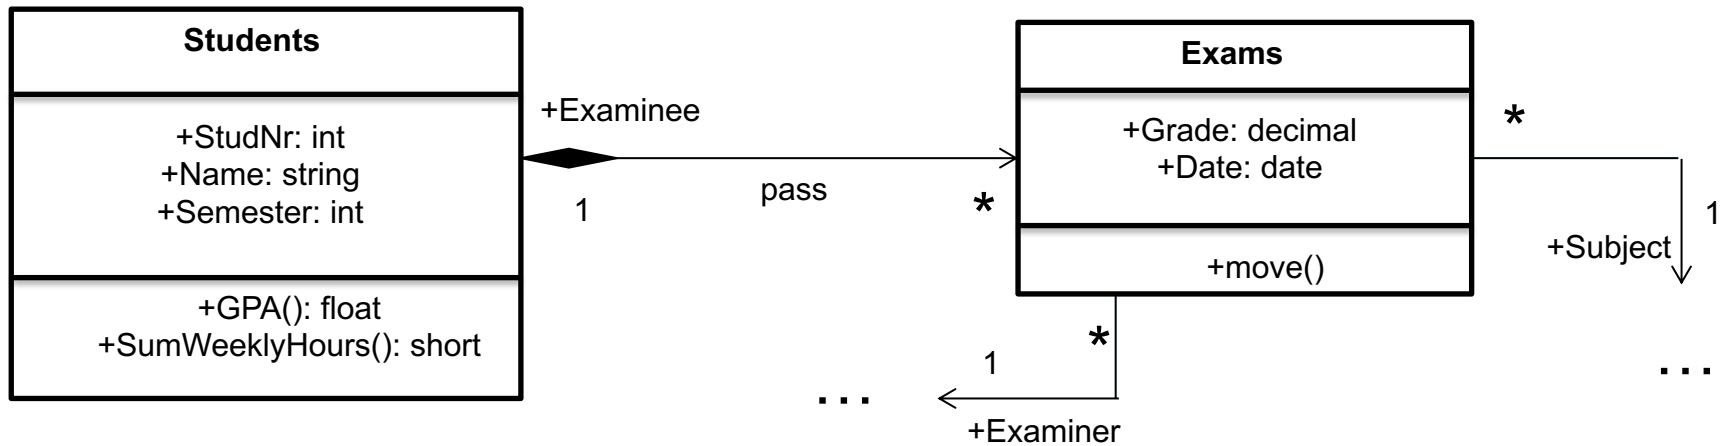 Students
+StudNr: int
+Name: string
+Semester: int
+GPA(): float
+SumWeeklyHours(): short
+Examinee
1
pass
*
Exams
+Grade: decimal
+Date: date
+move()
*
1
+Subject
...
*
1
+Examiner
...